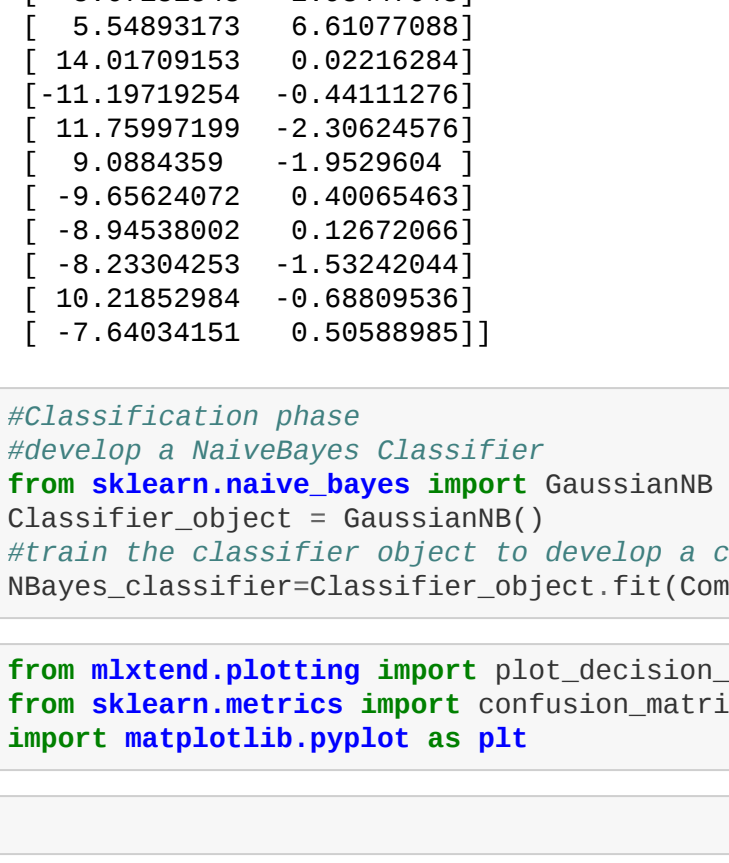 [ 5.54893173 6.61077088]
[ 14.01709153 0.02216284]
[-11.19719254 -0.44111276]
[ 11.75997199 -2.30624576]
[ 9.0884359 -1.9529604 ]
[ -9.65624072 0.40065463]
[ -8.94538002 0.12672066]
[ -8.23304253 -1.53242044]
[ 10.21852984 -0.68809536]
[ -7.64034151 0.50588985]]
#Classification phase
#develop a NaiveBayes Classifier
from sklearn.naive_bayes import GaussianNB
Classifier_object = GaussianNB()
#train the classifier object to develop a c
NBayes_classifier=Classifier_object.fit(Com
from mlxtend.plotting import plot_decision_
from sklearn.metrics import confusion_matri
import matplotlib.pyplot as plt